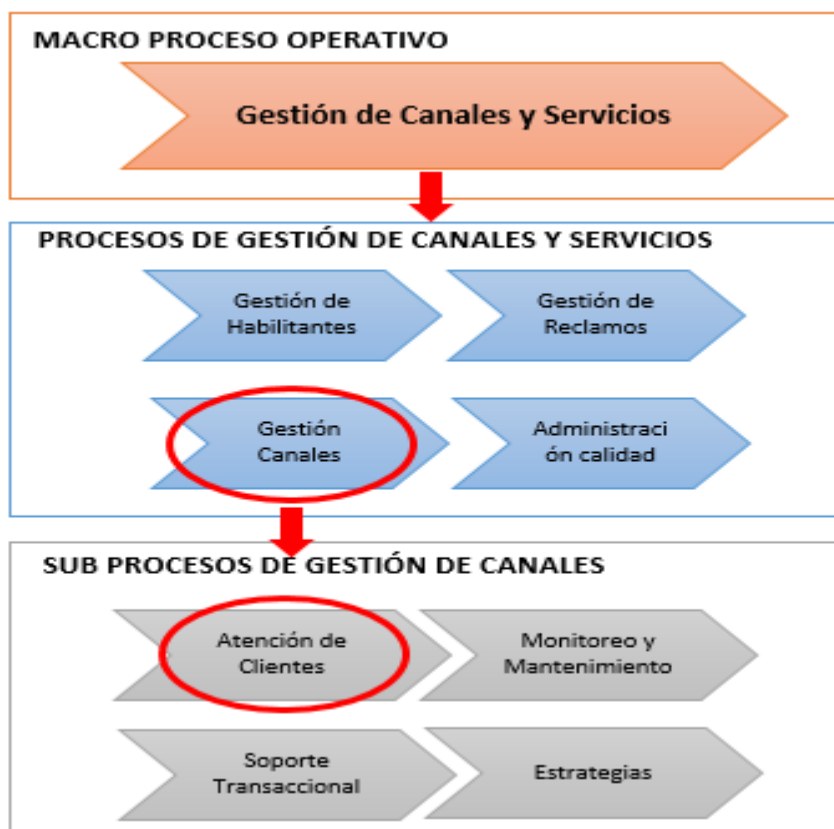 MACRO PROCESO OPERATIVO
Gestión de Canales y Servicios
PROCESOS DE GESTIÓN DE CANALES Y SERVICIOS
Gestión de
Habilitantes
Gestión de
Reclamos
Gestión
Canales
Administraci
ón calidad
SUB PROCESOS DE GESTIÓN DE CANALES
Atención de
Clientes
Monitoreo y
Mantenimiento
Soporte
Transaccional
Estrategias